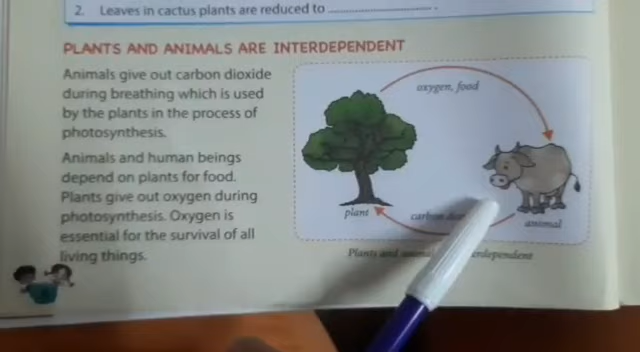 2. Leaves in cactus plants are reduced to ____________.
PLANTS AND ANIMALS ARE INTERDEPENDENT
Animals give out carbon dioxide
during breathing which is used
by the plants in the process of
photosynthesis.
Animals and human beings
depend on plants for food.
Plants give out oxygen during
photosynthesis. Oxygen is
essential for the survival of all
living things.
oxygen, food
plant
carbon
animal
Plants and